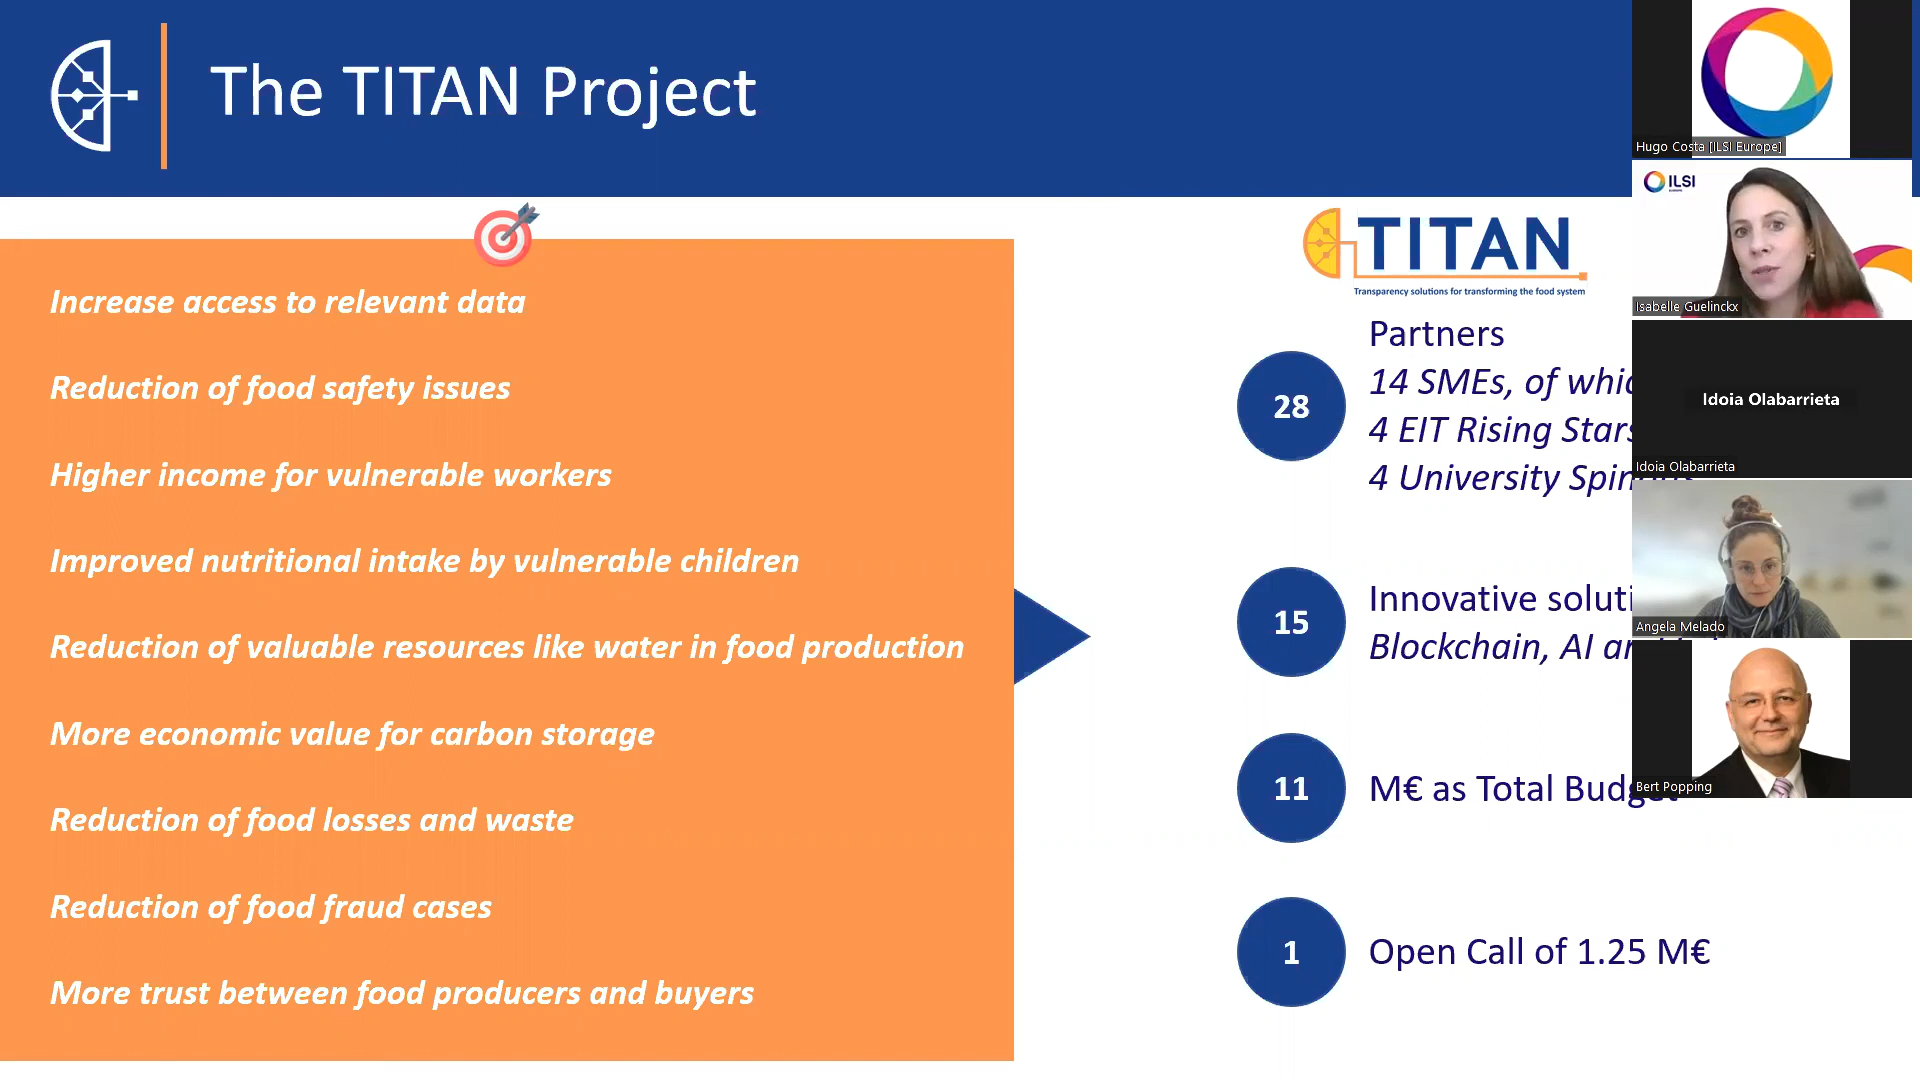 The TITAN Project
Increase access to relevant data
Reduction of food safety issues
Higher income for vulnerable workers
Improved nutritional intake by vulnerable children
Reduction of valuable resources like water in food production
More economic value for carbon storage
Reduction of food losses and waste
Reduction of food fraud cases
More trust between food producers and buyers
TITAN
Transparency solutions for transforming the food system
28
Partners
14 SMEs, of
4 EIT Rising Stars
4 University
15
Innovative
Blockchain, AI
11
M€ as Total Budget
1
Open Call of 1.25 M€
Hugo Costa [ILSI Europe]
ILSI
Isabelle Guelinckx
Idoia Olabarrieta
Idoia Olabarrieta
Angela Melado
Bert Popping